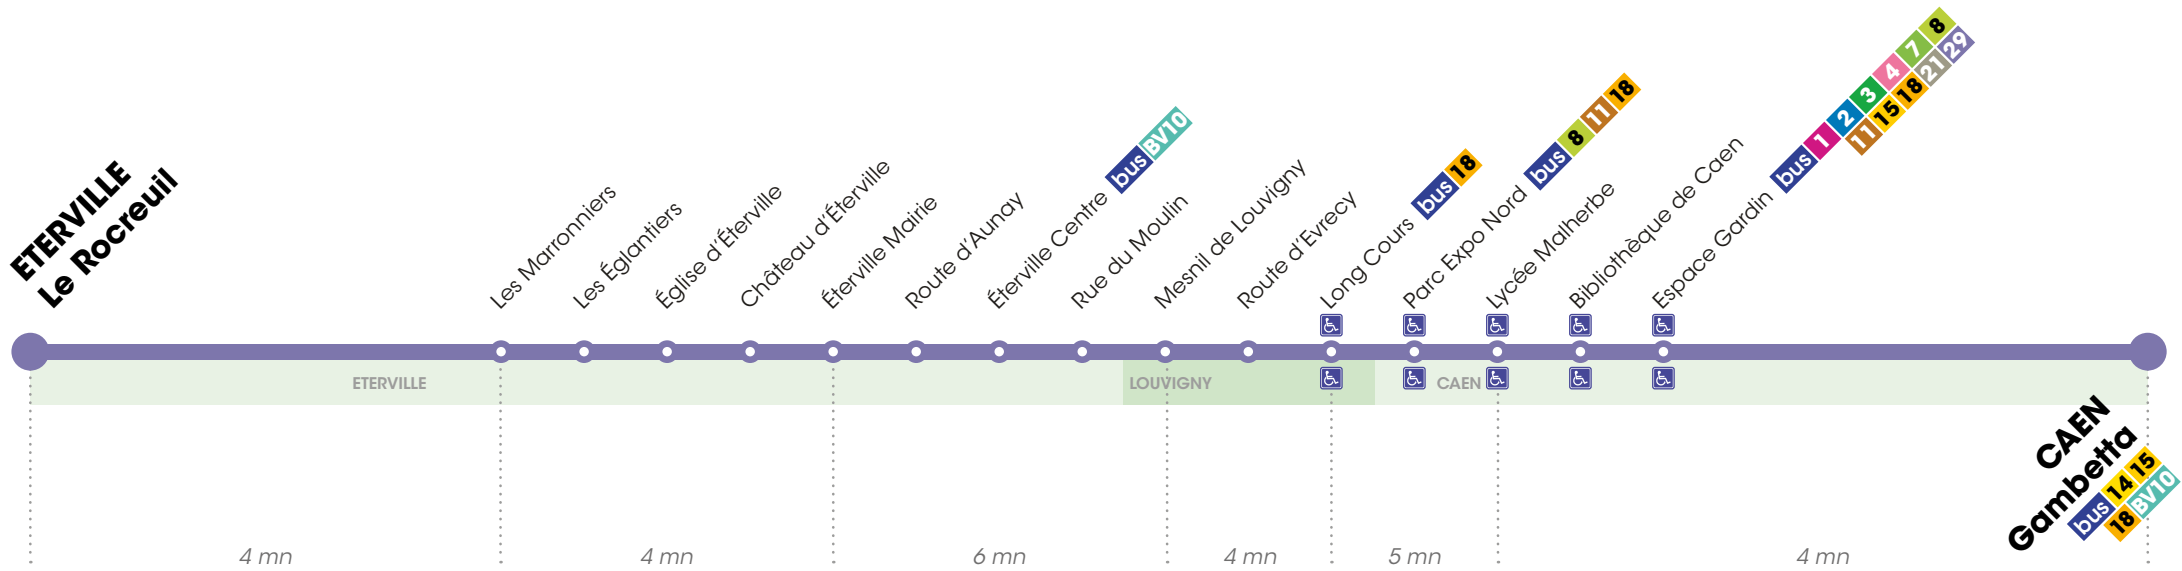 ETERVILLE
Le Rocreuil
Les Marronniers
Les Églantiers
Église d'Éterville
Château d'Éterville
Éterville Mairie
Route d'Aunay
Éterville Centre bus BV10
Rue du Moulin
Mesnil de Louvigny
Route d'Evrecy
Long Cours bus 18
Parc Expo Nord bus 8 11 18
Lycée Malherbe
Bibliothèque de Caen
Espace Gardin bus 1 2 3 4 7 8
11 15 18 21 29
ETERVILLE
LOUVIGNY
CAEN
CAEN
Gambetta
bus 14 15
18 BV10
4 mn
4 mn
6 mn
4 mn
5 mn
4 mn